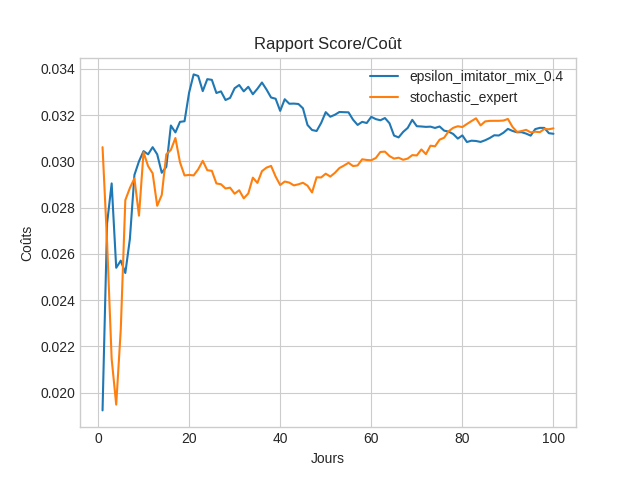 Rapport Score/Coût
epsilon_imitator_mix_0.4
stochastic_expert
Coûts
0.034
0.032
0.030
0.028
0.026
0.024
0.022
0.020
0 20 40 60 80 100
Jours